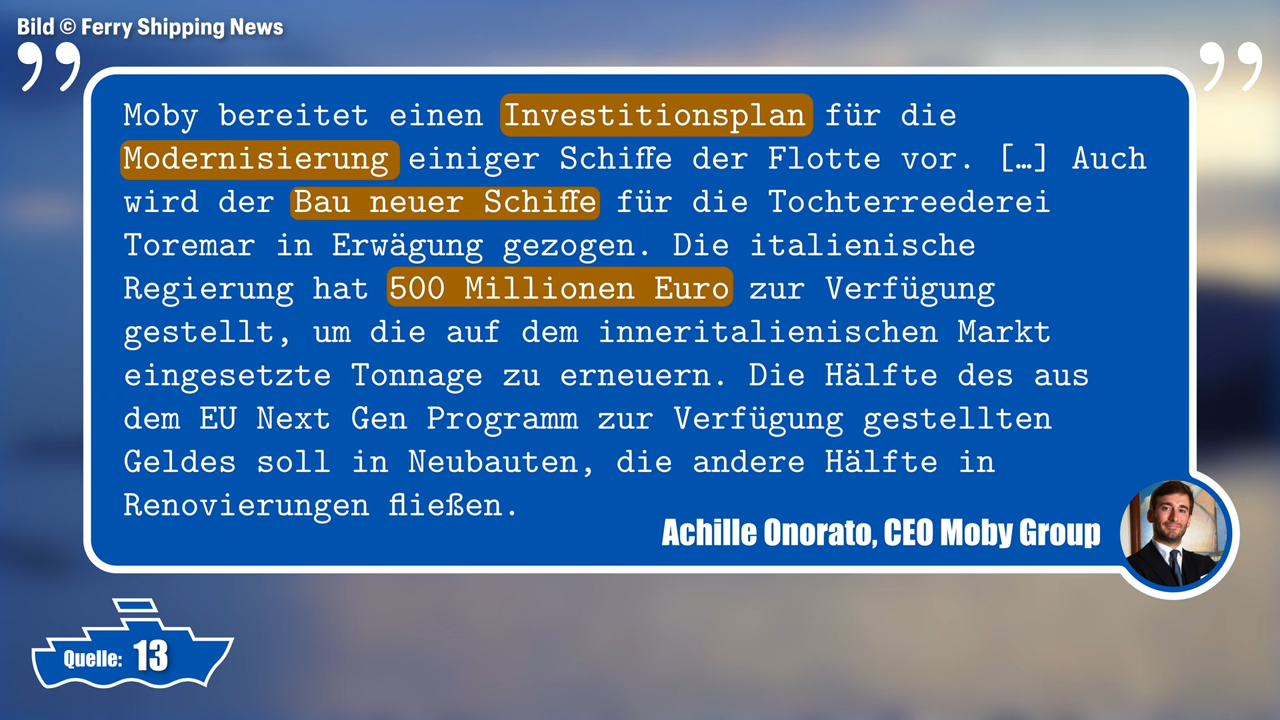 Bild © Ferry Shipping News
”
”
Moby bereitet einen Investitionsplan für die
Modernisierung einiger Schiffe der Flotte vor. […] Auch
wird der Bau neuer Schiffe für die Tochterreederei
Toremar in Erwägung gezogen. Die italienische
Regierung hat 500 Millionen Euro zur Verfügung
gestellt, um die auf dem inneritalienischen Markt
eingesetzte Tonnage zu erneuern. Die Hälfte des aus
dem EU Next Gen Programm zur Verfügung gestellten
Geldes soll in Neubauten, die andere Hälfte in
Renovierungen fließen.
Achille Onorato, CEO Moby Group
Quelle: 13